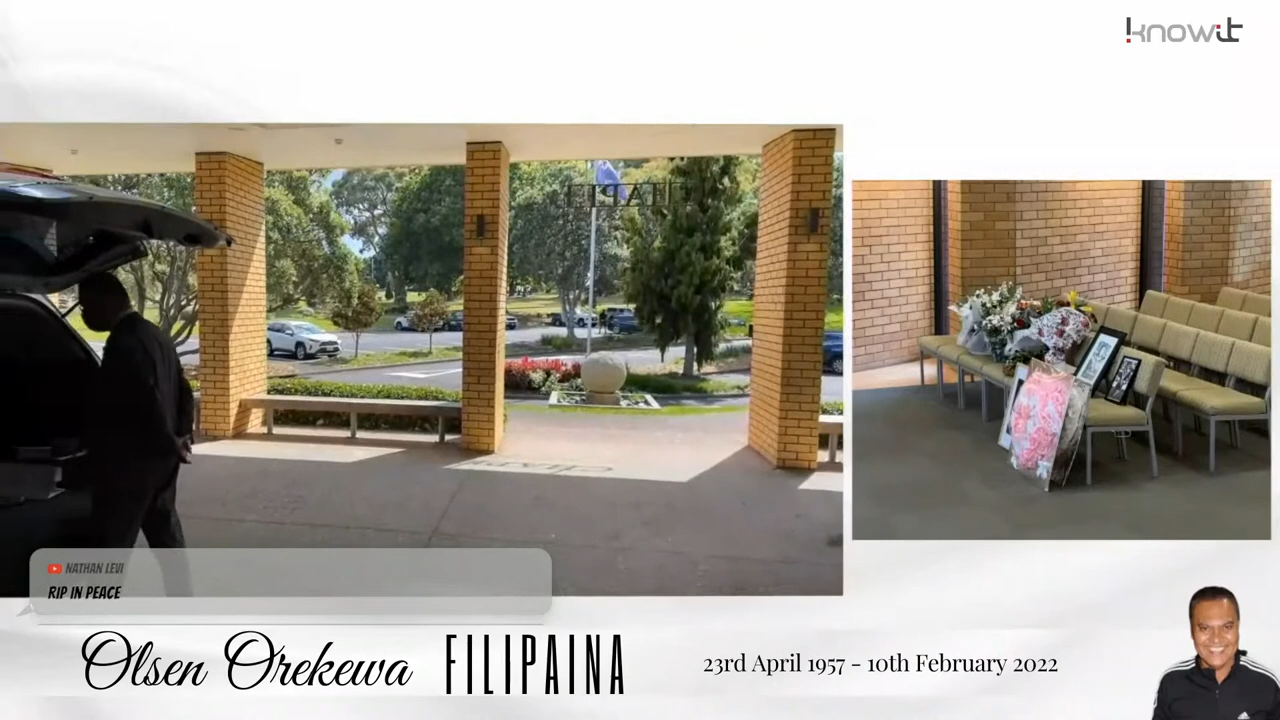 !knowit
NATHAN LEVI
RIP IN PEACE
Olsen Orekewa FILIPAINA
23rd April 1957 - 10th February 2022